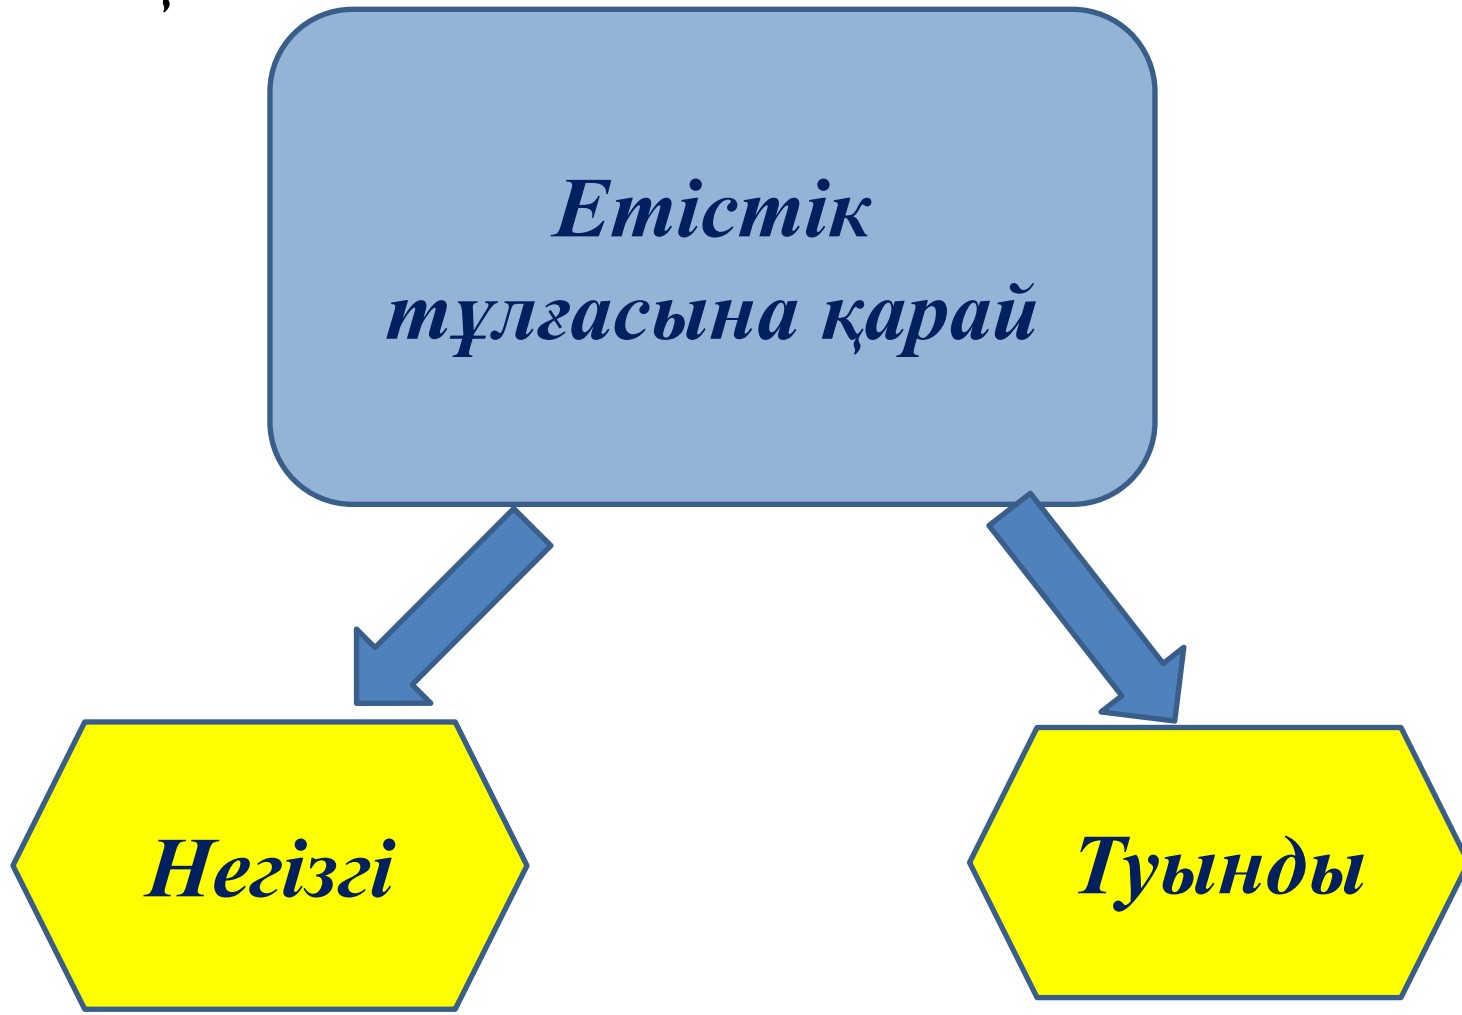 Етістік
тұлғасына қарай
Негізгі
Туынды